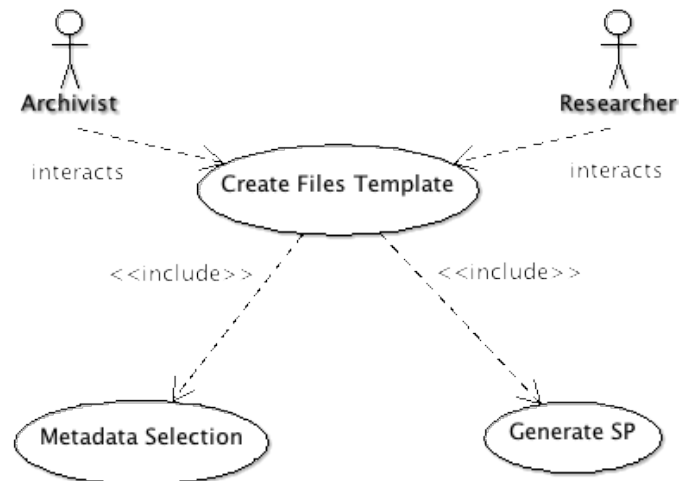 Archivist
Researcher
interacts
interacts
Create Files Template
<<include>>
<<include>>
Metadata Selection
Generate SP